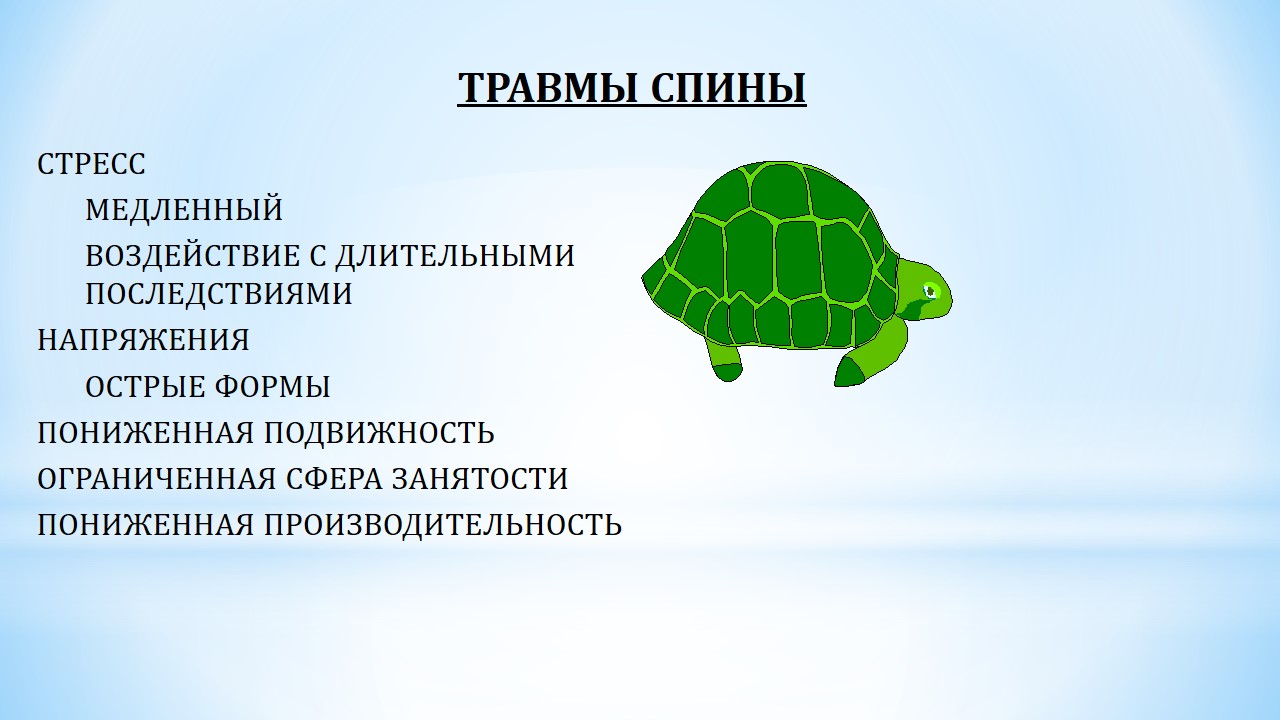 ТРАВМЫ СПИНЫ
СТРЕСС
МЕДЛЕННЫЙ
ВОЗДЕЙСТВИЕ С ДЛИТЕЛЬНЫМИ
ПОСЛЕДСТВИЯМИ
НАПРЯЖЕНИЯ
ОСТРЫЕ ФОРМЫ
ПОНИЖЕННАЯ ПОДВИЖНОСТЬ
ОГРАНИЧЕННАЯ СФЕРА ЗАНЯТОСТИ
ПОНИЖЕННАЯ ПРОИЗВОДИТЕЛЬНОСТЬ